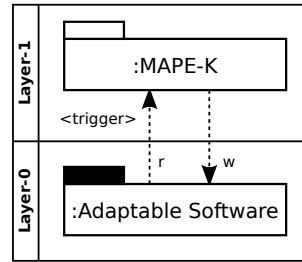 Layer-1
:MAPE-K
<trigger>
r
w
Layer-0
:Adaptable Software